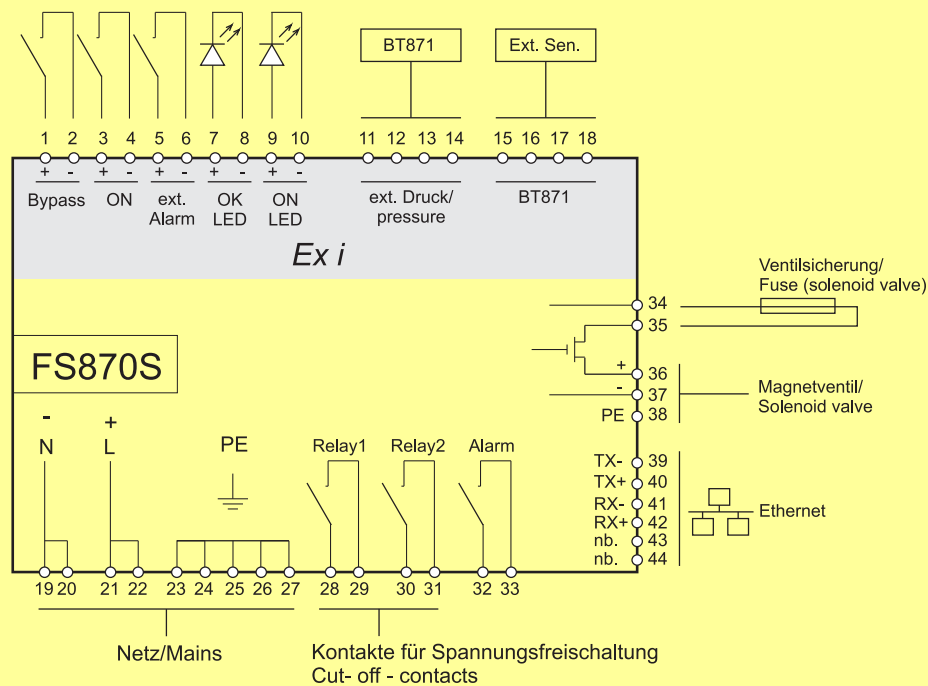 BT871
Ext. Sen.
1 2 3 4 5 6 7 8 9 10 11 12 13 14 15 16 17 18
+ - + - + - + - + -
Bypass
ON
ext.
Alarm
OK
LED
ON
LED
ext. Druck/
pressure
BT871
Ex i
Ventilsicherung/
Fuse (solenoid valve)
34
35
+ 36
- 37
PE 38
Magnetventil/
Solenoid valve
FS870S
-
N
+
L
PE
Relay1
Relay2
Alarm
TX- 39
TX+ 40
RX- 41
RX+ 42
nb. 43
nb. 44
Ethernet
19 20 21 22 23 24 25 26 27 28 29 30 31 32 33
Netz/Mains
Kontakte für Spannungsfreischaltung
Cut- off - contacts